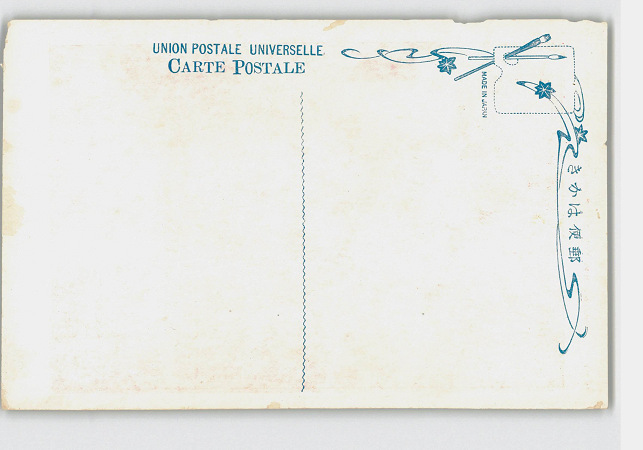 UNION POSTALE UNIVERSELLE
CARTE POSTALE
MADE IN JAPAN
郵便はかき